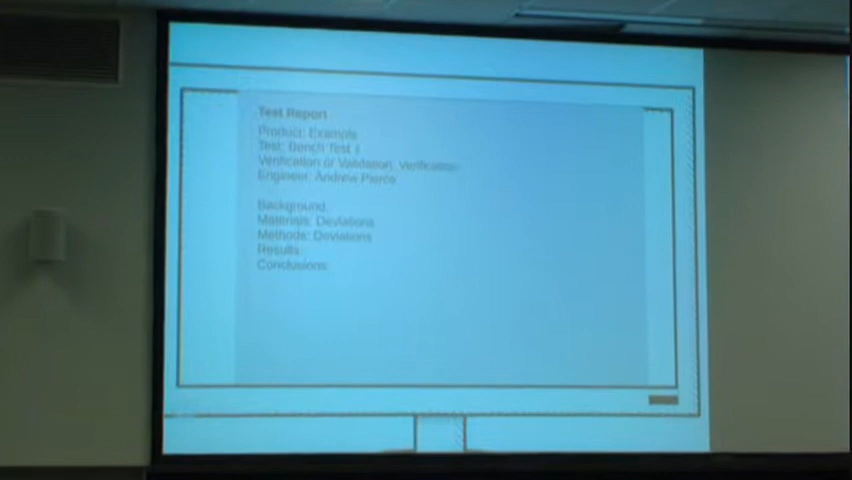 Test Report
Product: Example
Test: Bench Test 1
Verification or Validation: Verification
Engineer: Andrew Pierce
Background:
Materials: Deviations
Methods: Deviations
Results:
Conclusions: